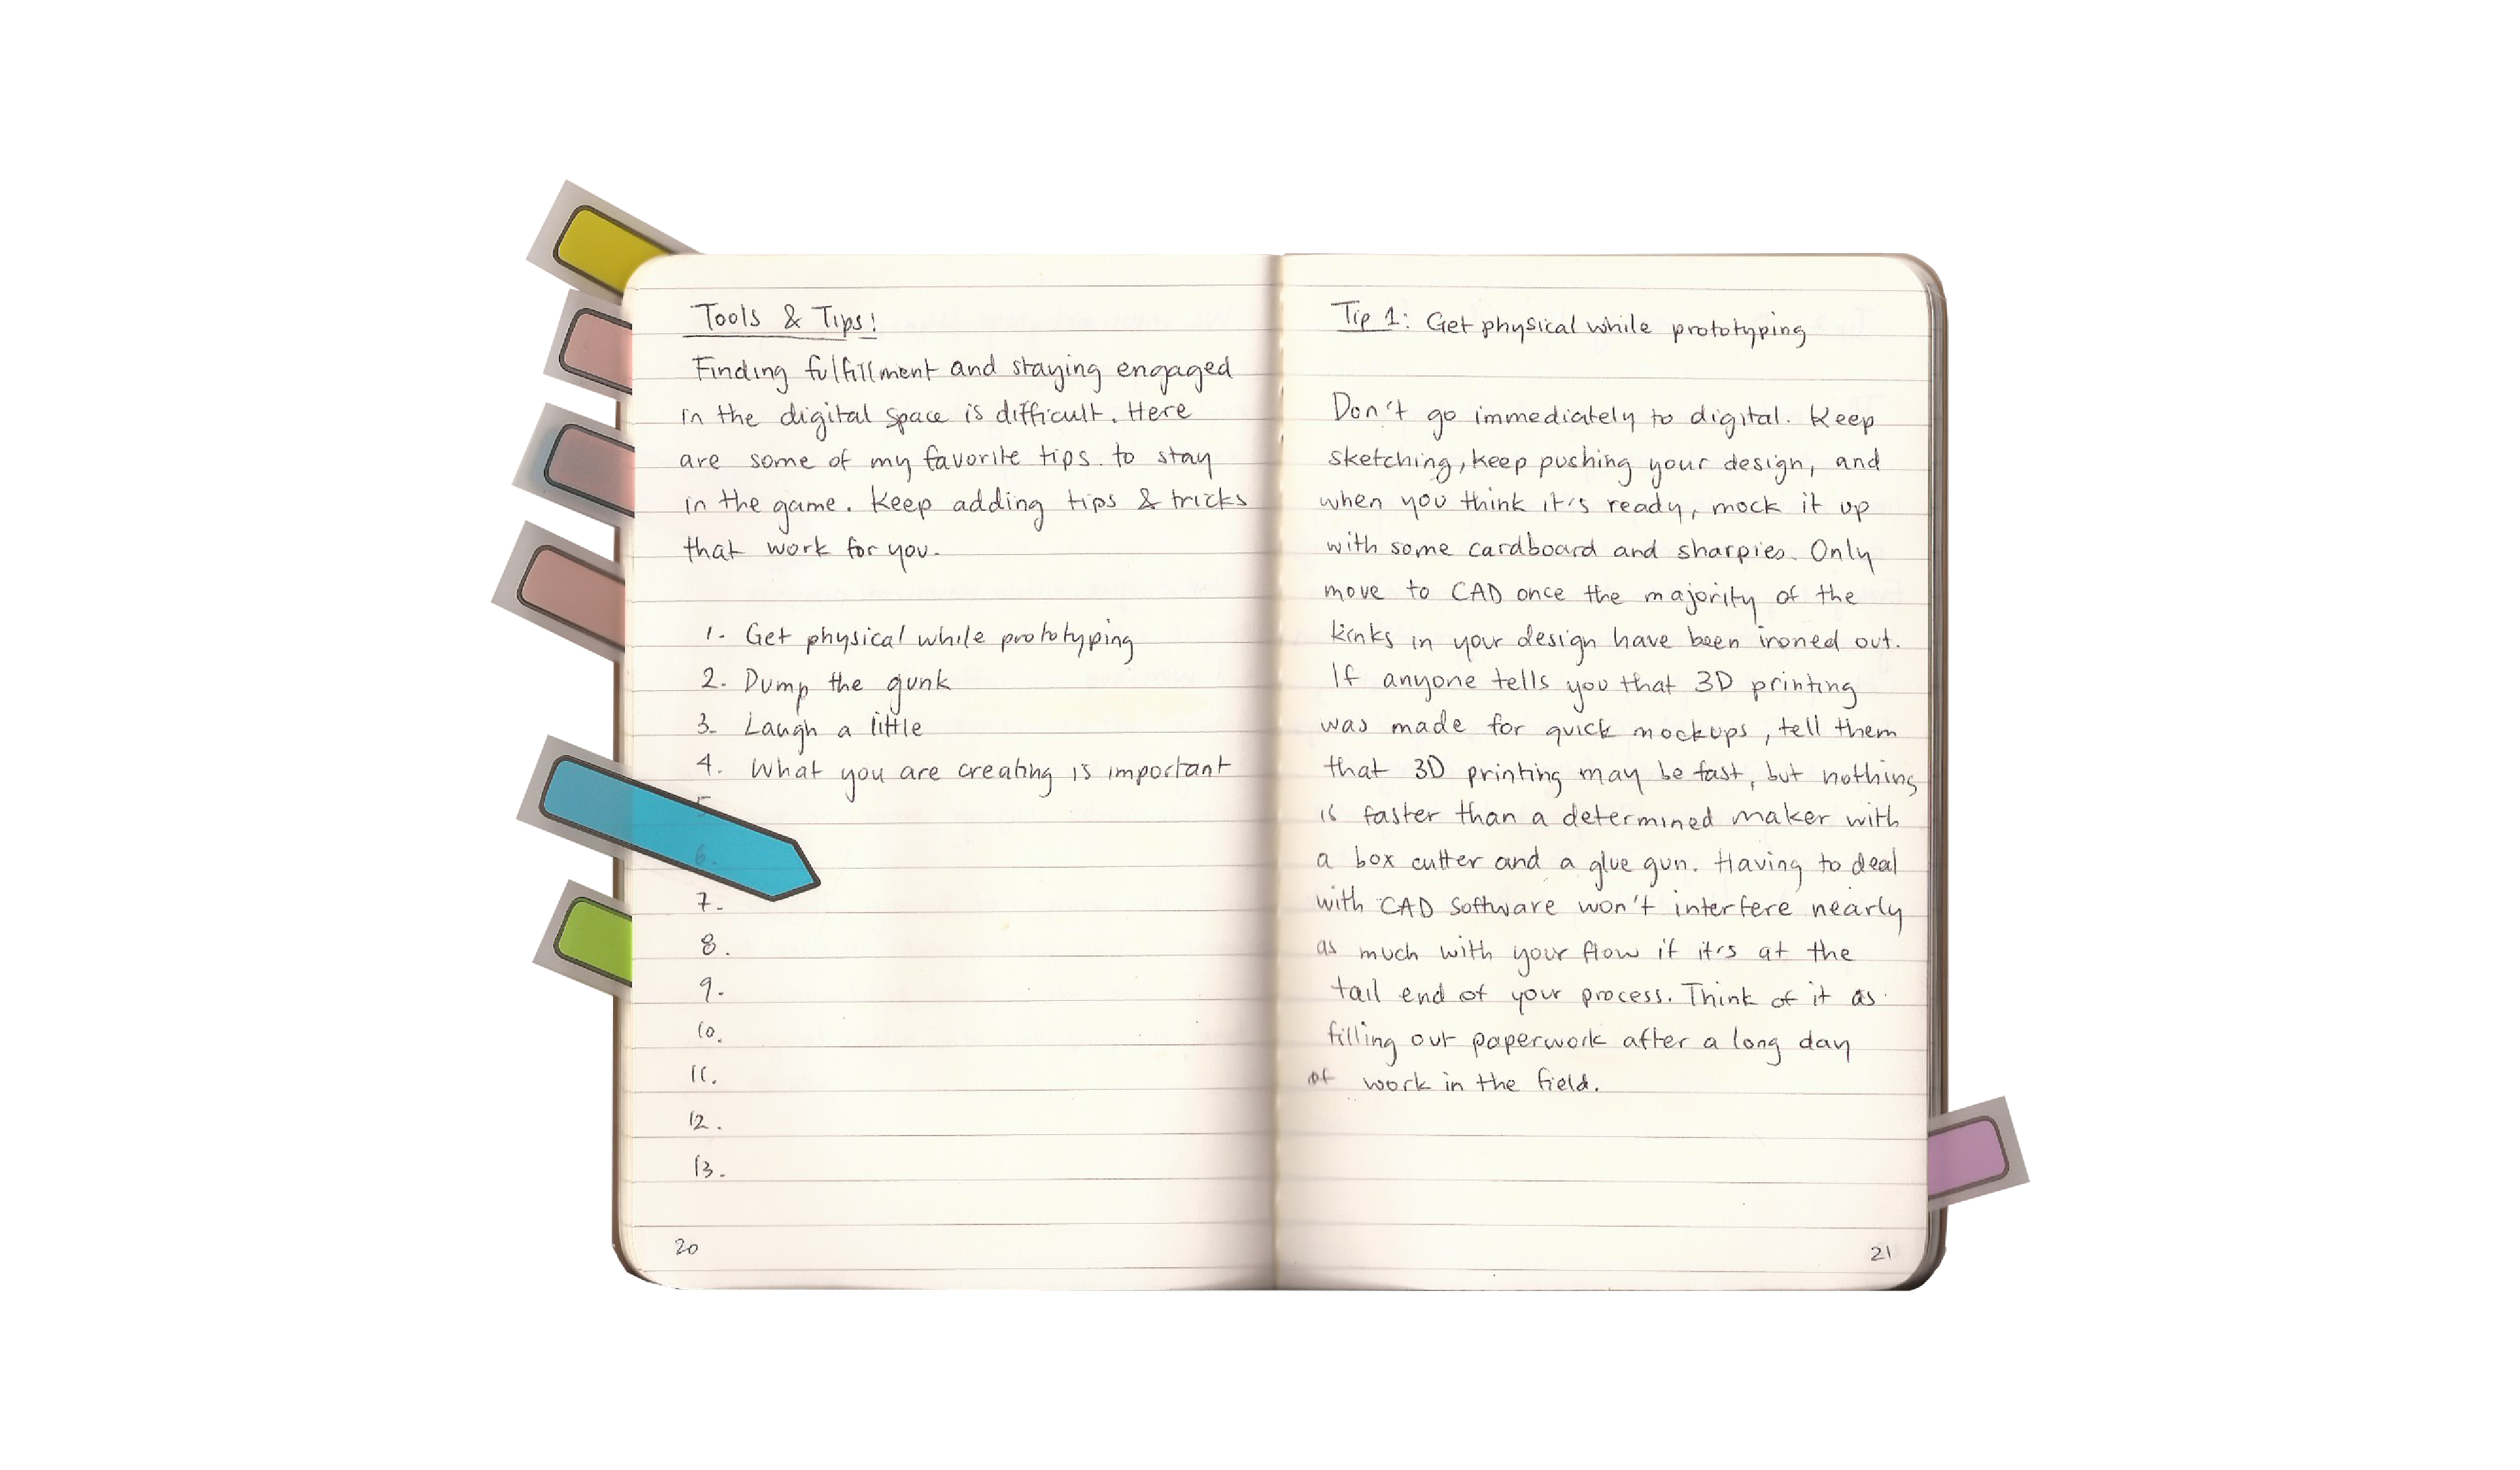 Tools & Tips!
Finding fulfillment and staying engaged
in the digital space is difficult. Here
are some of my favorite tips to stay
in the game. Keep adding tips & tricks
that work for you.
1. Get physical while prototyping
2. Dump the gunk
3. Laugh a little
4. What you are creating is important
5
6.
7.
8.
9.
10.
11.
12.
13.
20
Tip 1: Get physical while prototyping
Don't go immediately to digital. Keep
sketching, keep pushing your design, and
when you think it's ready, mock it up
with some cardboard and sharpies. Only
move to CAD once the majority of the
kinks in your design have been ironed out.
If anyone tells you that 3D printing
was made for quick mockups, tell them
that 3D printing may be fast, but nothing
is faster than a determined maker with
a box cutter and a glue gun. Having to deal
with CAD software won't interfere nearly
as much with your flow if it's at the
tail end of your process. Think of it as
filling out paperwork after a long day
of work in the field.
21